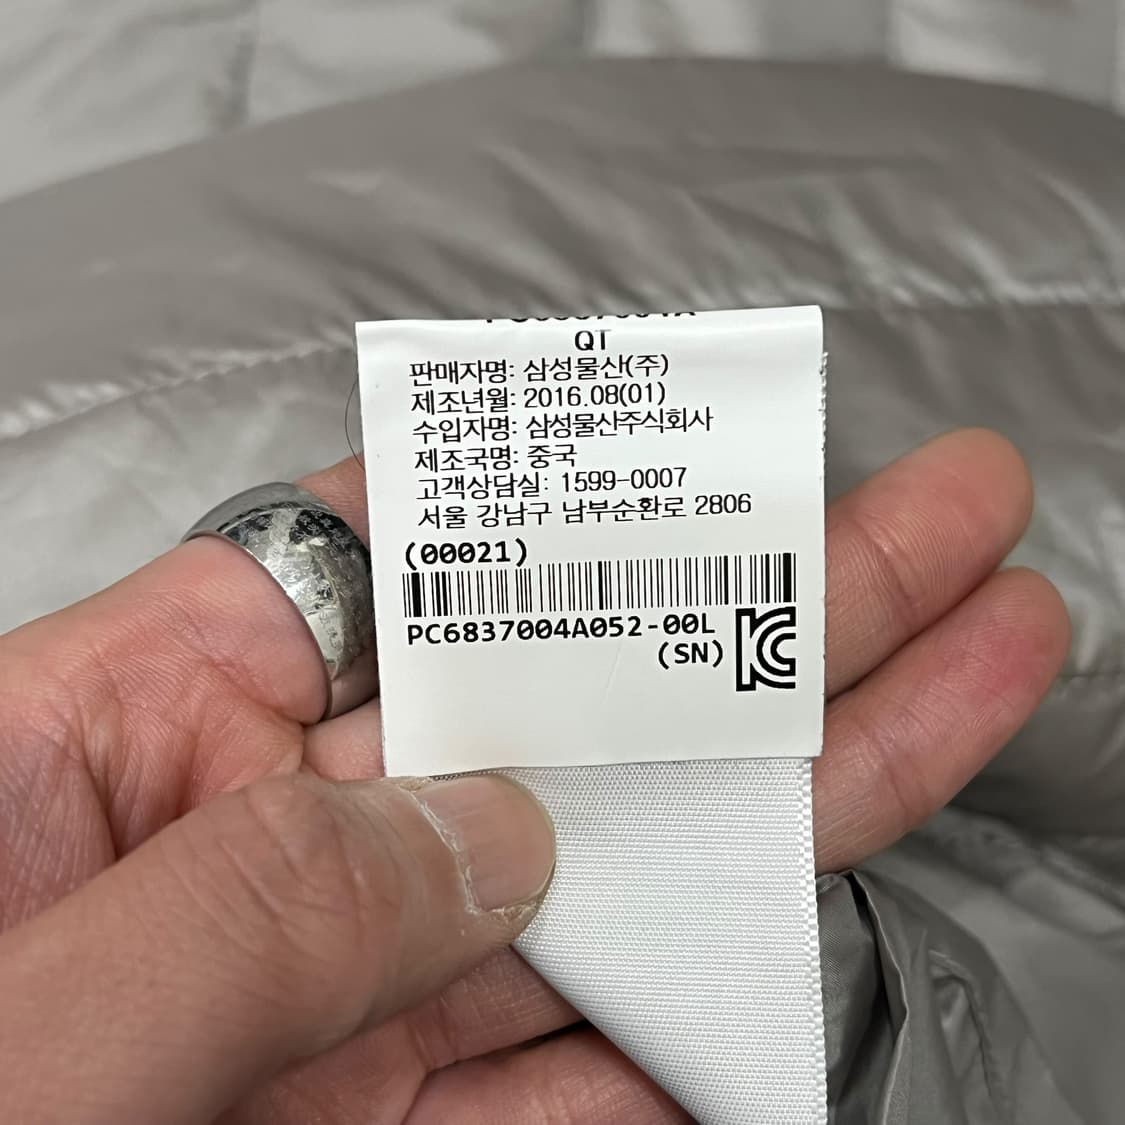 QT
판매자명: 삼성물산(주)
제조년월: 2016.08(01)
수입자명: 삼성물산주식회사
제조국명: 중국
고객상담실: 1599-0007
서울 강남구 남부순환로 2806
(00021)
PC6837004A052-00L
(SN)